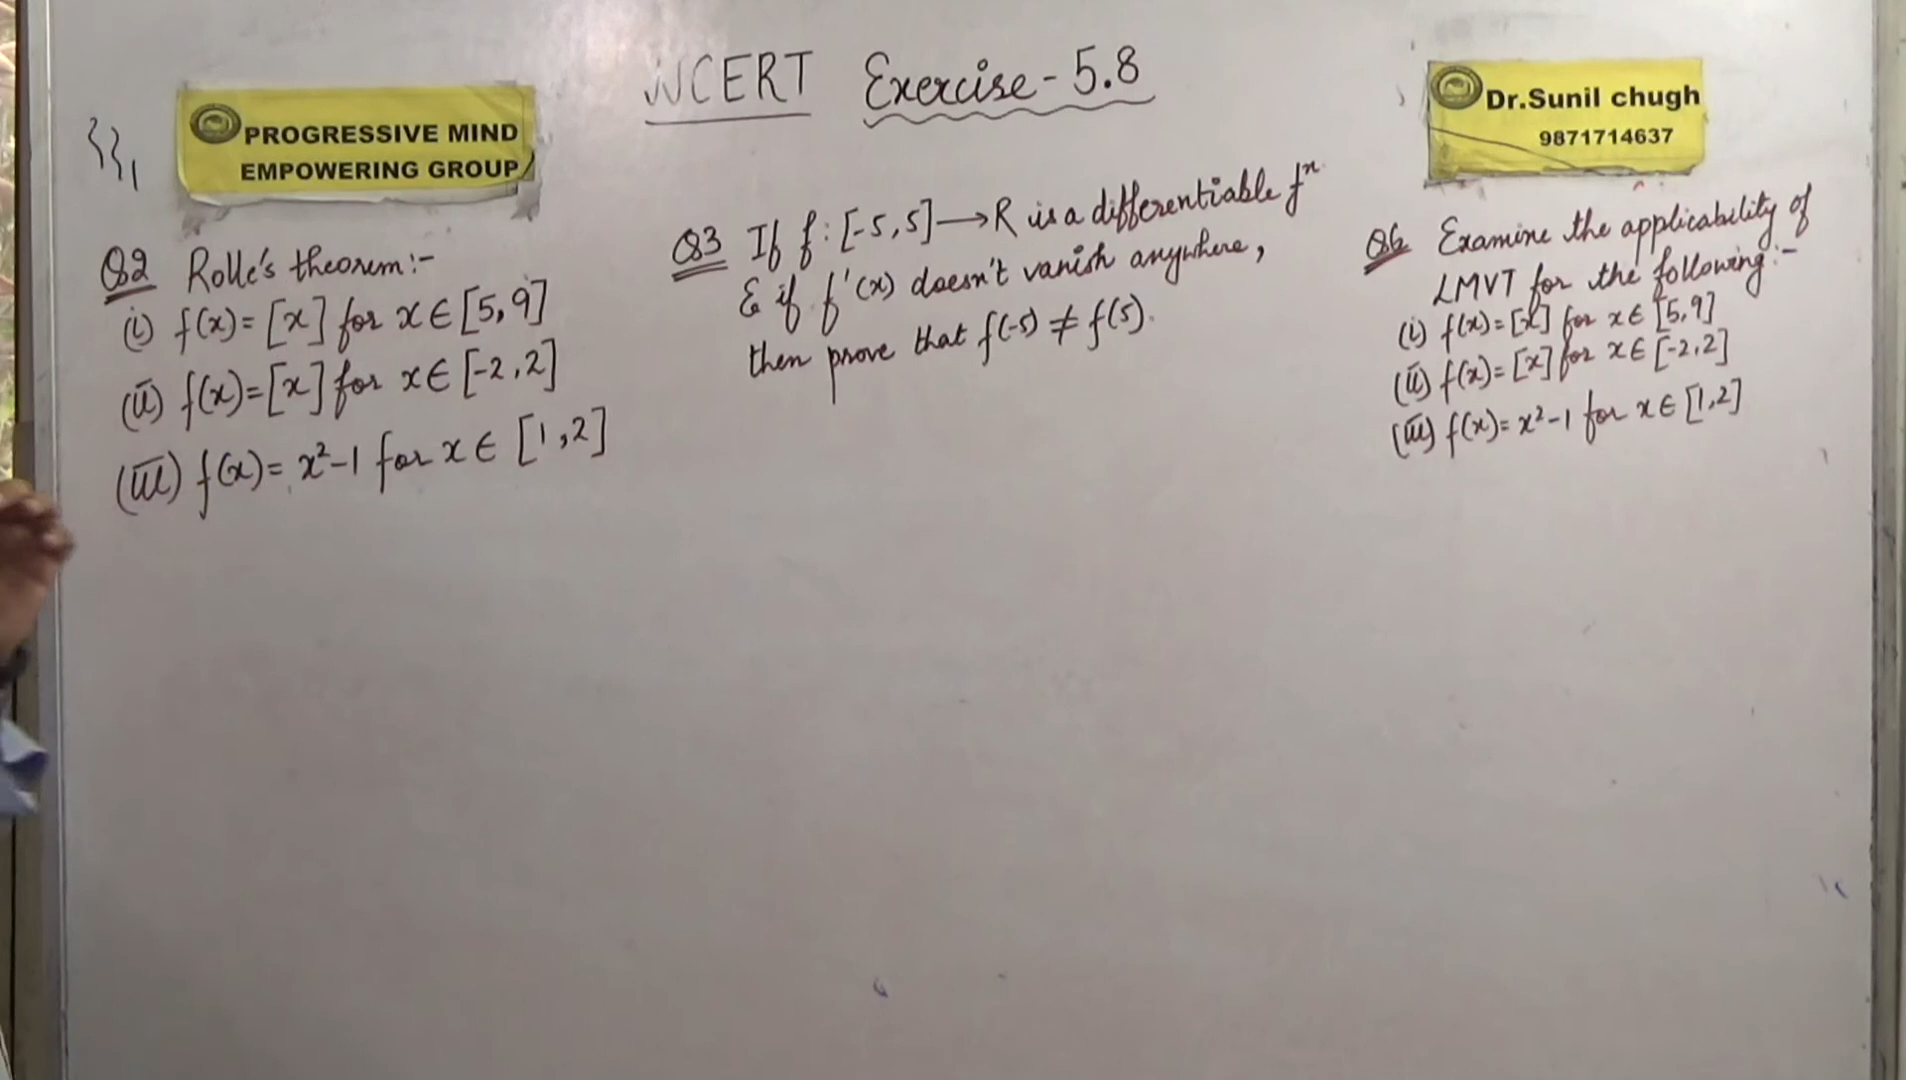 NCERT Exercise-5.8
PROGRESSIVE MIND
EMPOWERING GROUP
Dr.Sunil chugh
9871714637
Q2 Rolle's theorem:-
(i) f(x)= [x] for x∈[5,9]
(ii) f(x)=[x] for x∈[-2,2]
(iii) f(x)= x²-1 for x∈ [1,2]
Q3 If f:[-5,5]→R is a differentiable fⁿ
& if f'(x) doesn't vanish anywhere,
then prove that f(-5) ≠ f(5).
Q6 Examine the applicability of
LMVT for the following:-
(i) f(x)=[x] for x∈[5,9]
(ii) f(x)=[x] for x∈[-2,2]
(iii) f(x)= x²-1 for x∈[1,2]